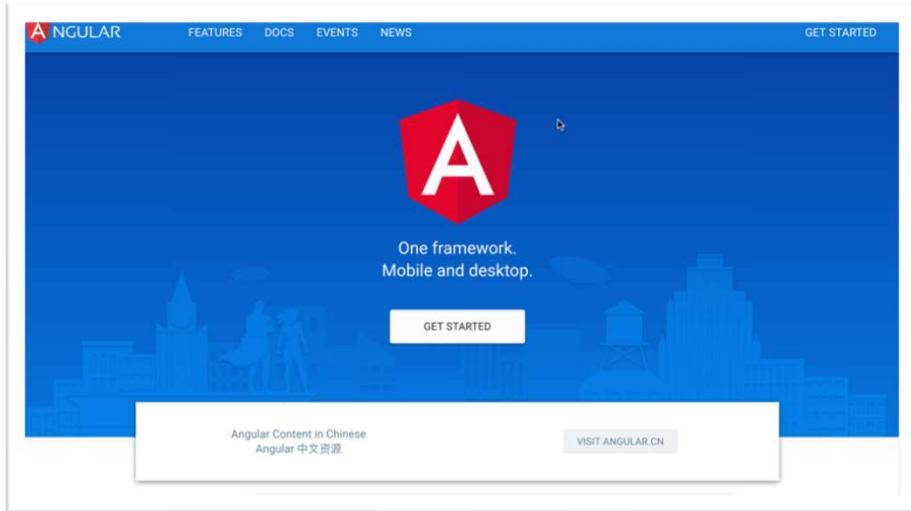 ANGULAR FEATURES DOCS EVENTS NEWS GET STARTED
A
One framework.
Mobile and desktop.
GET STARTED
Angular Content in Chinese
Angular 中文资源
VISIT ANGULAR.CN